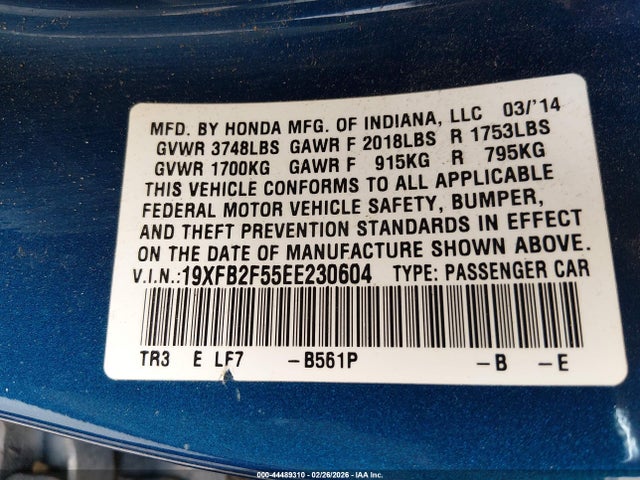 MFD. BY HONDA MFG. OF INDIANA, LLC 03/'14
GVWR 3748LBS GAWR F 2018LBS R 1753LBS
GVWR 1700KG GAWR F 915KG R 795KG
THIS VEHICLE CONFORMS TO ALL APPLICABLE
FEDERAL MOTOR VEHICLE SAFETY, BUMPER,
AND THEFT PREVENTION STANDARDS IN EFFECT
ON THE DATE OF MANUFACTURE SHOWN ABOVE.
V.I.N.:19XFB2F55EE230604 TYPE: PASSENGER CAR
TR3 E LF7 -B561P -B -E
000-44489310 - 02/26/2026 - IAA Inc.